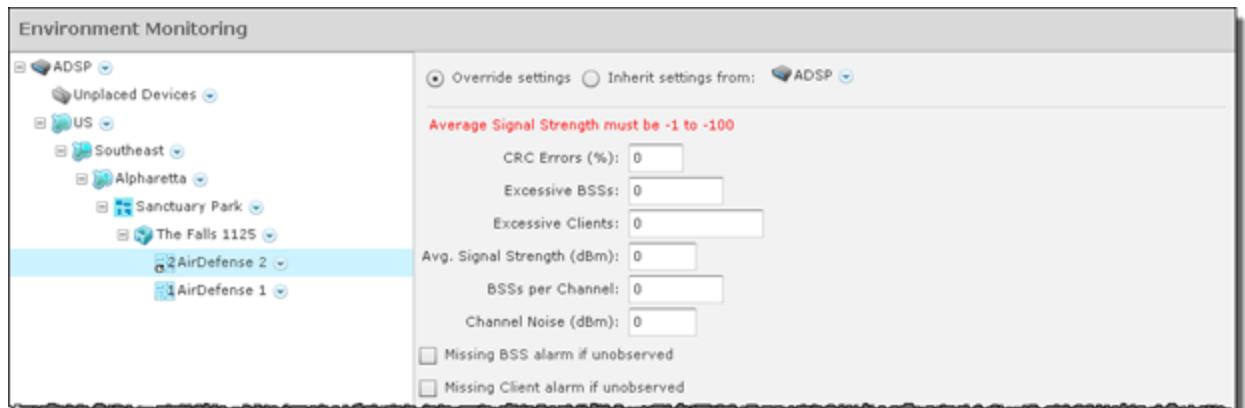 Environment Monitoring
ADSP
Unplaced Devices
US
Southeast
Alpharetta
Sanctuary Park
The Falls 1125
2 AirDefense 2
1 AirDefense 1
Override settings Inherit settings from: ADSP
Average Signal Strength must be -1 to -100
CRC Errors (%): 0
Excessive BSSs: 0
Excessive Clients: 0
Avg. Signal Strength (dBm): 0
BSSs per Channel: 0
Channel Noise (dBm): 0
Missing BSS alarm if unobserved
Missing Client alarm if unobserved